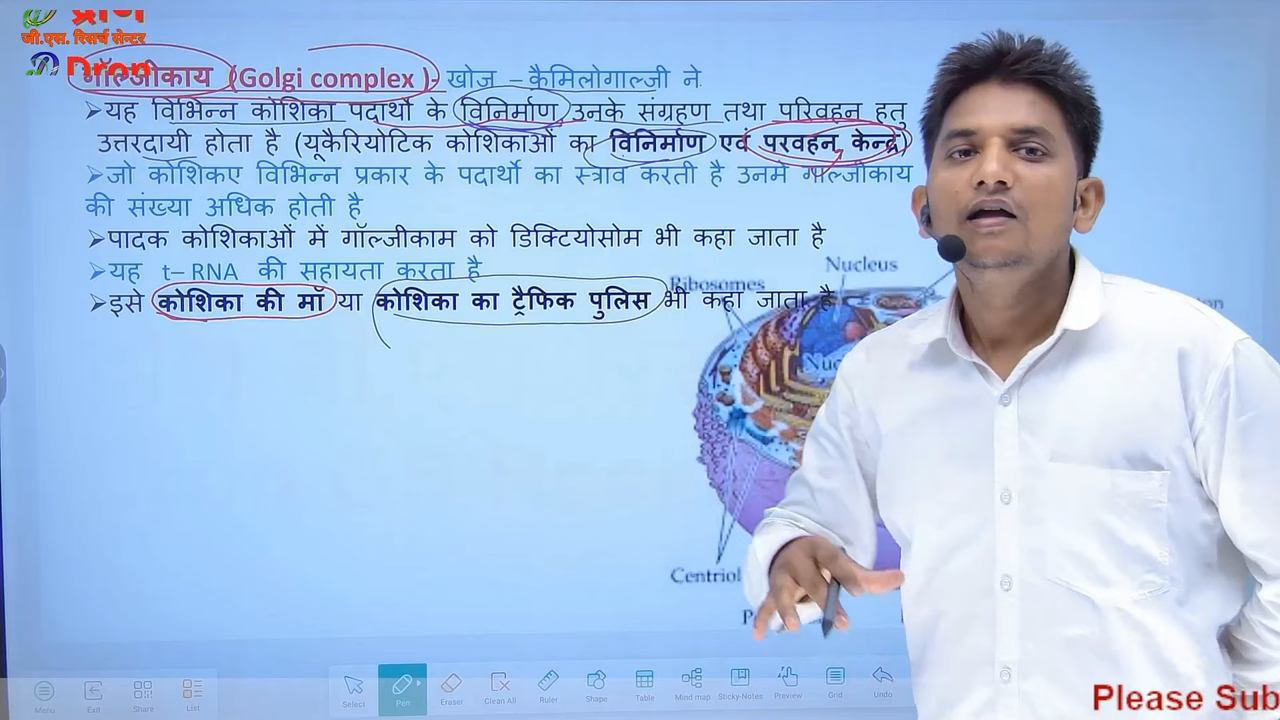 जी.एस. रिसर्च सेन्टर
Dron
गॉल्जीकाय (Golgi complex )- खोज – कैमिलोगाल्जी ने
➢यह विभिन्न कोशिका पदार्थो के विनिर्माण उनके संग्रहण तथा परिवहन हतु
उत्तरदायी होता है (यूकैरियोटिक कोशिकाओं का विनिर्माण एवं परवहन केन्द्र)
➢जो कोशिकए विभिन्न प्रकार के पदार्थो का स्त्राव करती है उनमे गॉल्जीकाय
की संख्या अधिक होती है
➢पादक कोशिकाओं में गॉल्जीकाम को डिक्टियोसोम भी कहा जाता है
➢यह t– RNA की सहायता करता है
➢इसे कोशिका की मॉ या कोशिका का ट्रैफिक पुलिस भी कहा जाता है
Nucleus
Ribosomes
Centriol
Menu Exit Share List Select Pen Eraser Clean All Ruler Shape Table Mind map Sticky-Notes Preview Grid Undo
Please Sub